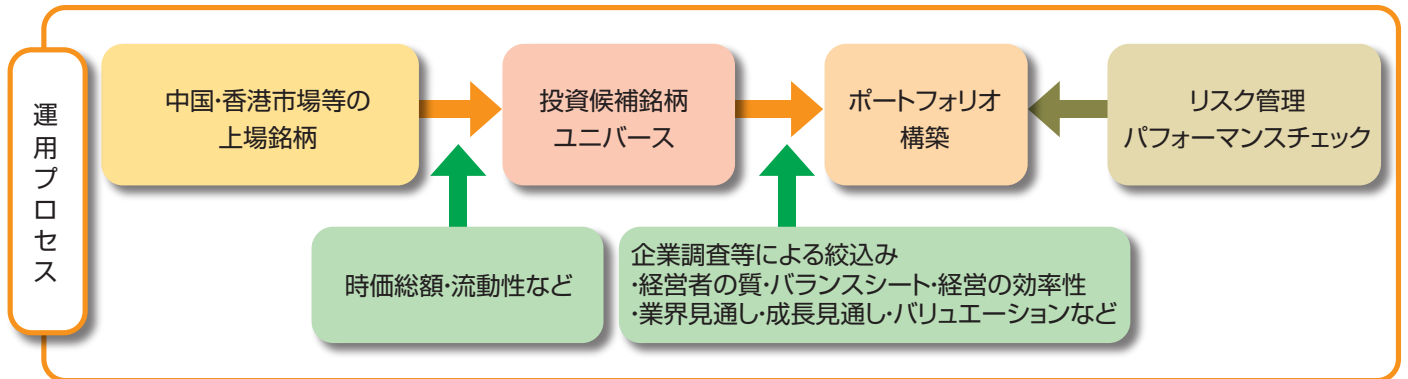 運用プロセス
中国・香港市場等の
上場銘柄
投資候補銘柄
ユニバース
ポートフォリオ
構築
リスク管理
パフォーマンスチェック
時価総額・流動性など
企業調査等による絞込み
・経営者の質・バランスシート・経営の効率性
・業界見通し・成長見通し・バリュエーションなど